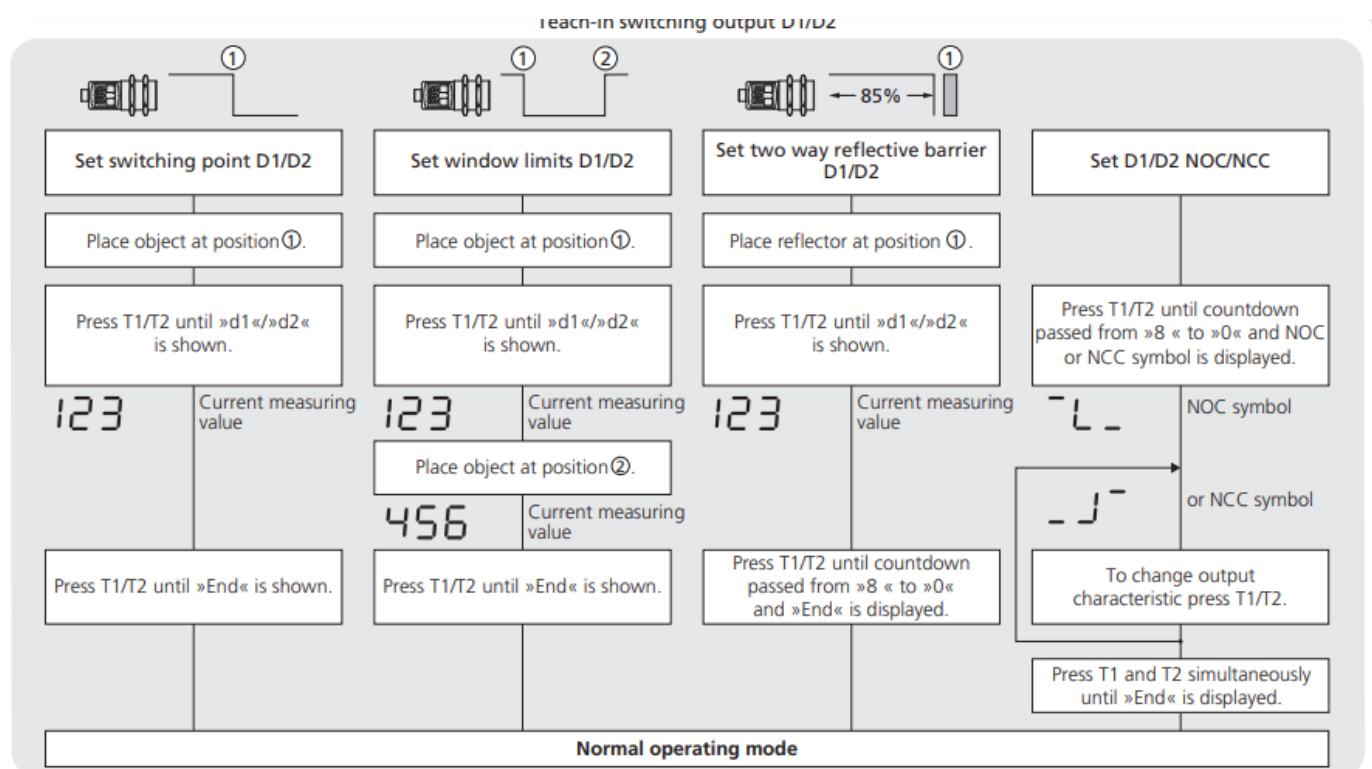 Teach-in switching output D1/D2
①
① ②
①
85%
Set switching point D1/D2
Place object at position①.
Press T1/T2 until »d1«/»d2«
is shown.
123
Current measuring
value
Press T1/T2 until »End« is shown.
Set window limits D1/D2
Place object at position①.
Press T1/T2 until »d1«/»d2«
is shown.
123
Current measuring
value
Place object at position②.
456
Current measuring
value
Press T1/T2 until »End« is shown.
Set two way reflective barrier
D1/D2
Place reflector at position ①.
Press T1/T2 until »d1«/»d2«
is shown.
123
Current measuring
value
Press T1/T2 until countdown
passed from »8 « to »0«
and »End« is displayed.
Set D1/D2 NOC/NCC
Press T1/T2 until countdown
passed from »8 « to »0« and NOC
or NCC symbol is displayed.
NOC symbol
or NCC symbol
To change output
characteristic press T1/T2.
Press T1 and T2 simultaneously
until »End« is displayed.
Normal operating mode